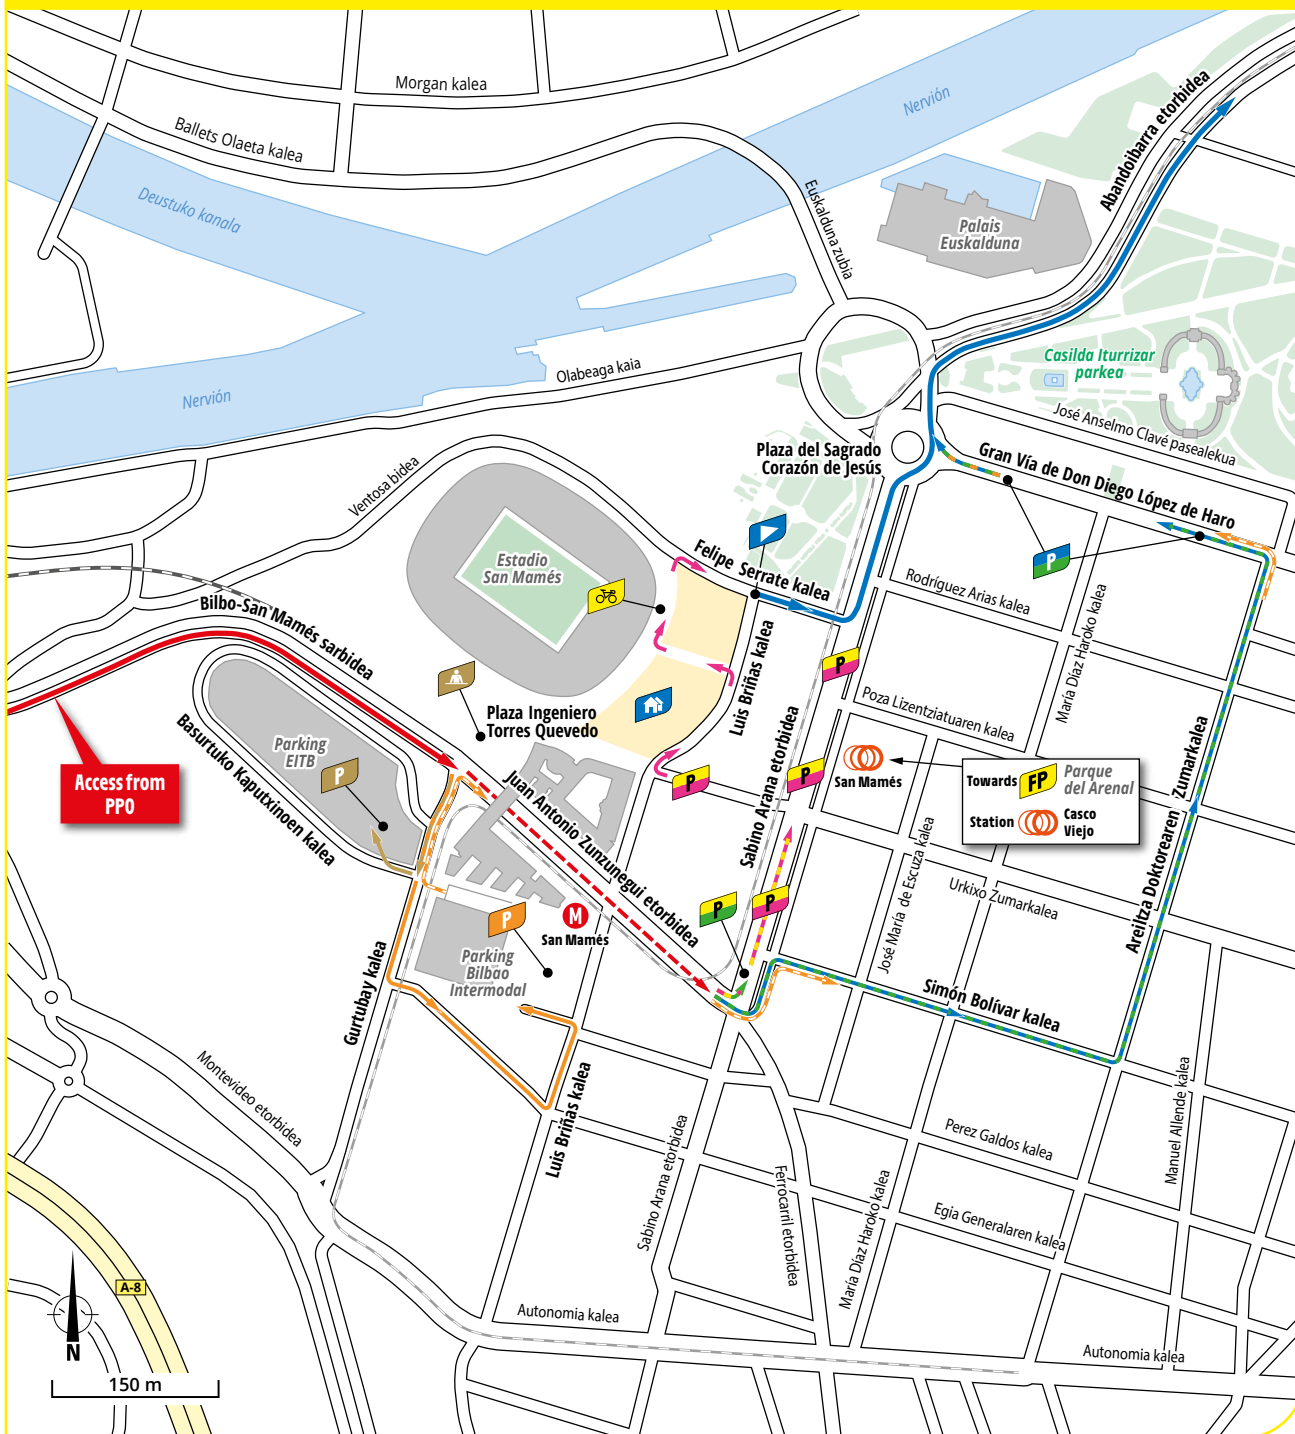 Morgan kalea
Ballets Olaeta kalea
Nervión
Deustuko kanala
Euskalduna zubia
Abandoibarra etorbidea
Palais
Euskalduna
Nervión
Olabeaga kaia
Casilda Iturrizar
parkea
José Anselmo Clavé pasealekua
Plaza del Sagrado
Corazón de Jesús
Gran Vía de Don Diego López de Haro
Ventosa bidea
Estadio
San Mamés
Felipe Serrate kalea
P
Rodríguez Arias kalea
María Díaz Haroko kalea
Bilbo-San Mamés sarbidea
Luis Briñas kalea
P
Poza Lizentziatuaren kalea
Plaza Ingeniero
Torres Quevedo
Basurtuko Kaputxinoen kalea
Parking
EITB
P
Access from
PPO
Juan Antonio Zunzunegui etorbidea
P
P
Sabino Arana etorbidea
San Mamés
Towards FP Parque
del Arenal
Station Casco
Viejo
Areiltza Doktorearen Zumarkalea
José María de Escuza kalea
Urkixo Zumarkalea
P
P
P
M
San Mamés
Parking
Bilbao
Intermodal
Gurtubay kalea
Simón Bolívar kalea
Montevideo etorbidea
Luis Briñas kalea
Sabino Arana etorbidea
Ferrocarril etorbidea
María Díaz Haroko kalea
Perez Galdos kalea
Manuel Allende kalea
Egia Generalaren kalea
A-8
N
150 m
Autonomia kalea
Autonomia kalea